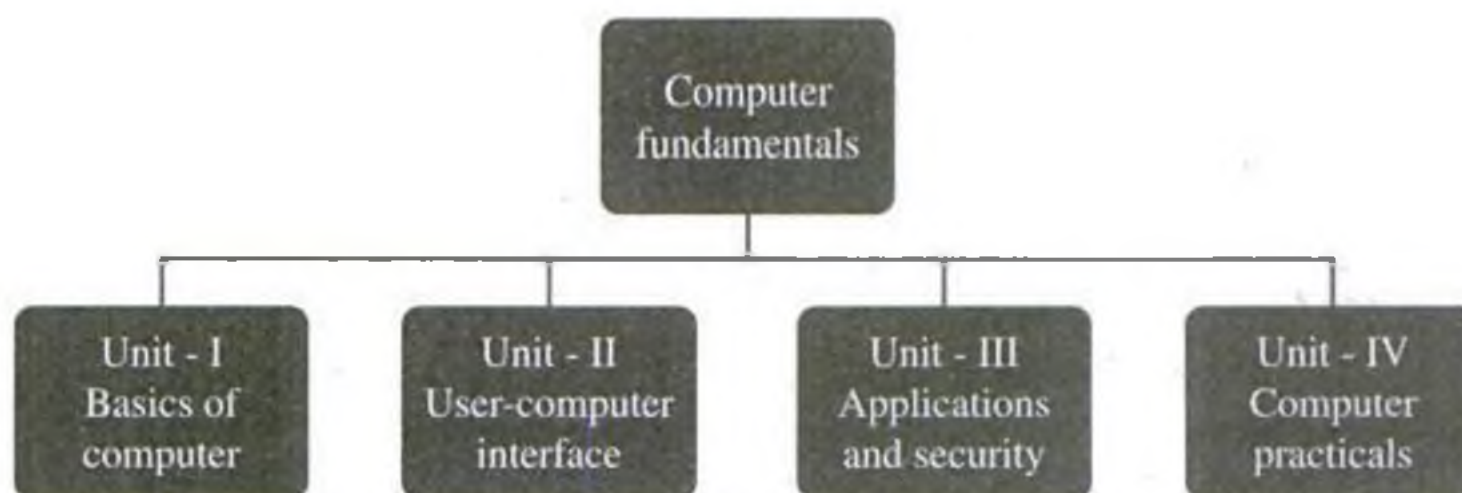 Computer
fundamentals
Unit - I
Basics of
computer
Unit - II
User-computer
interface
Unit - III
Applications
and security
Unit - IV
Computer
practicals